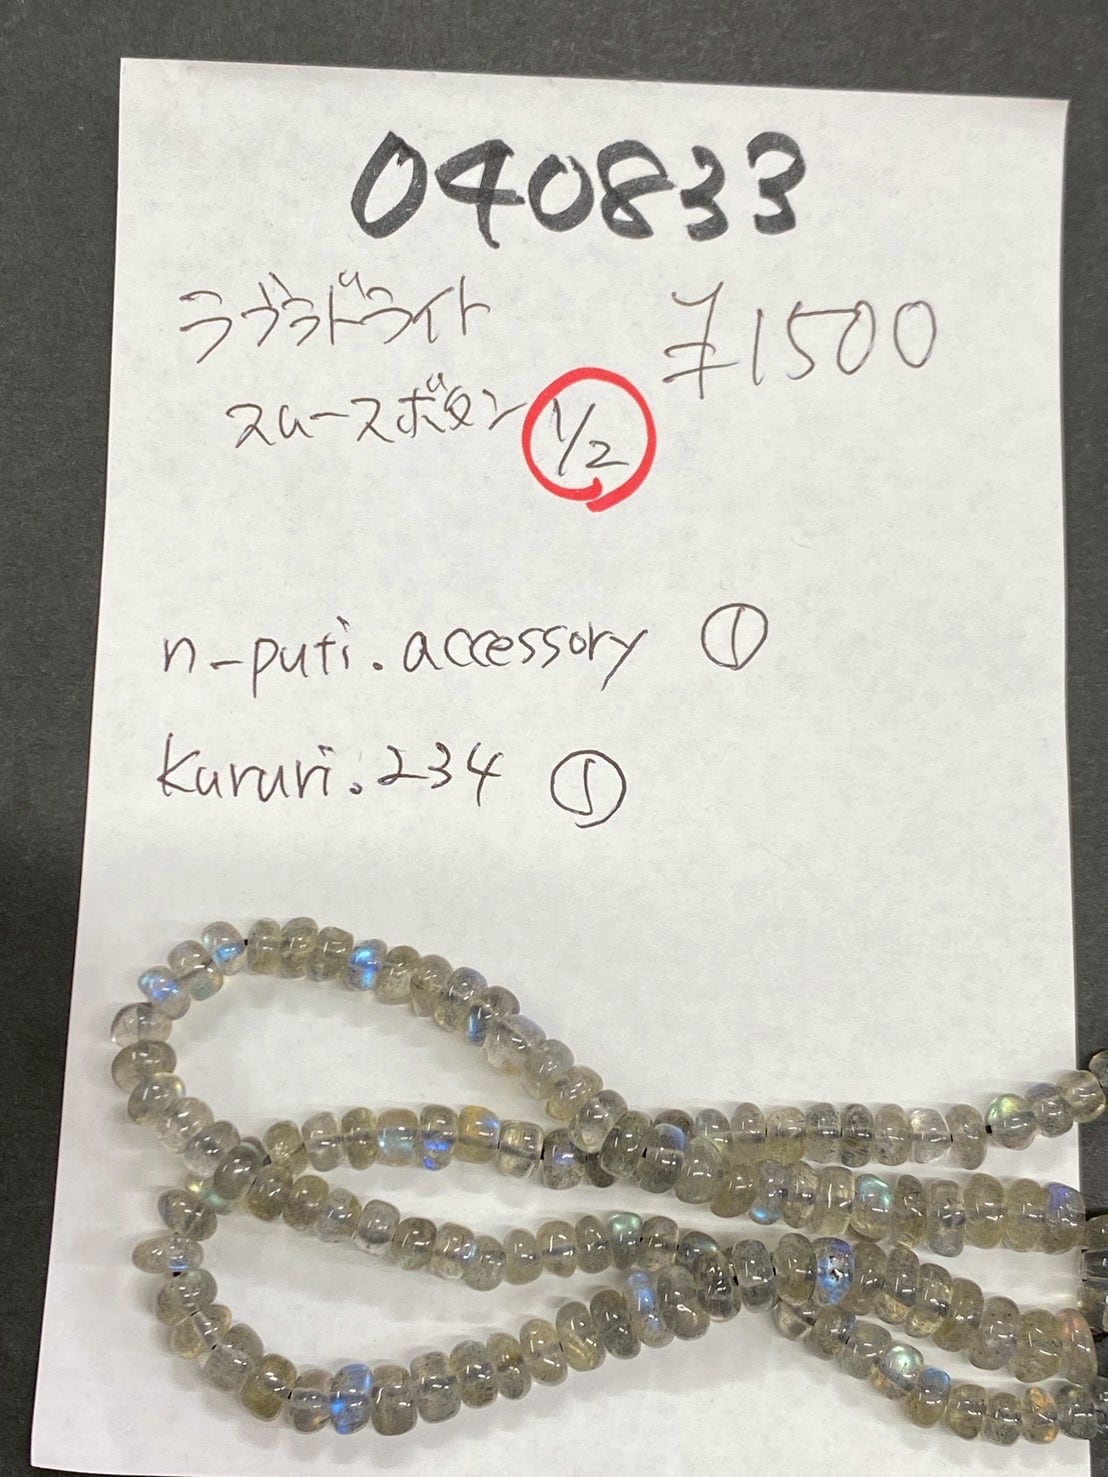 040833
ラブラドライト ¥1500
スムースボタン 1/2
n-puti.accessory ①
Kururi.234 ①